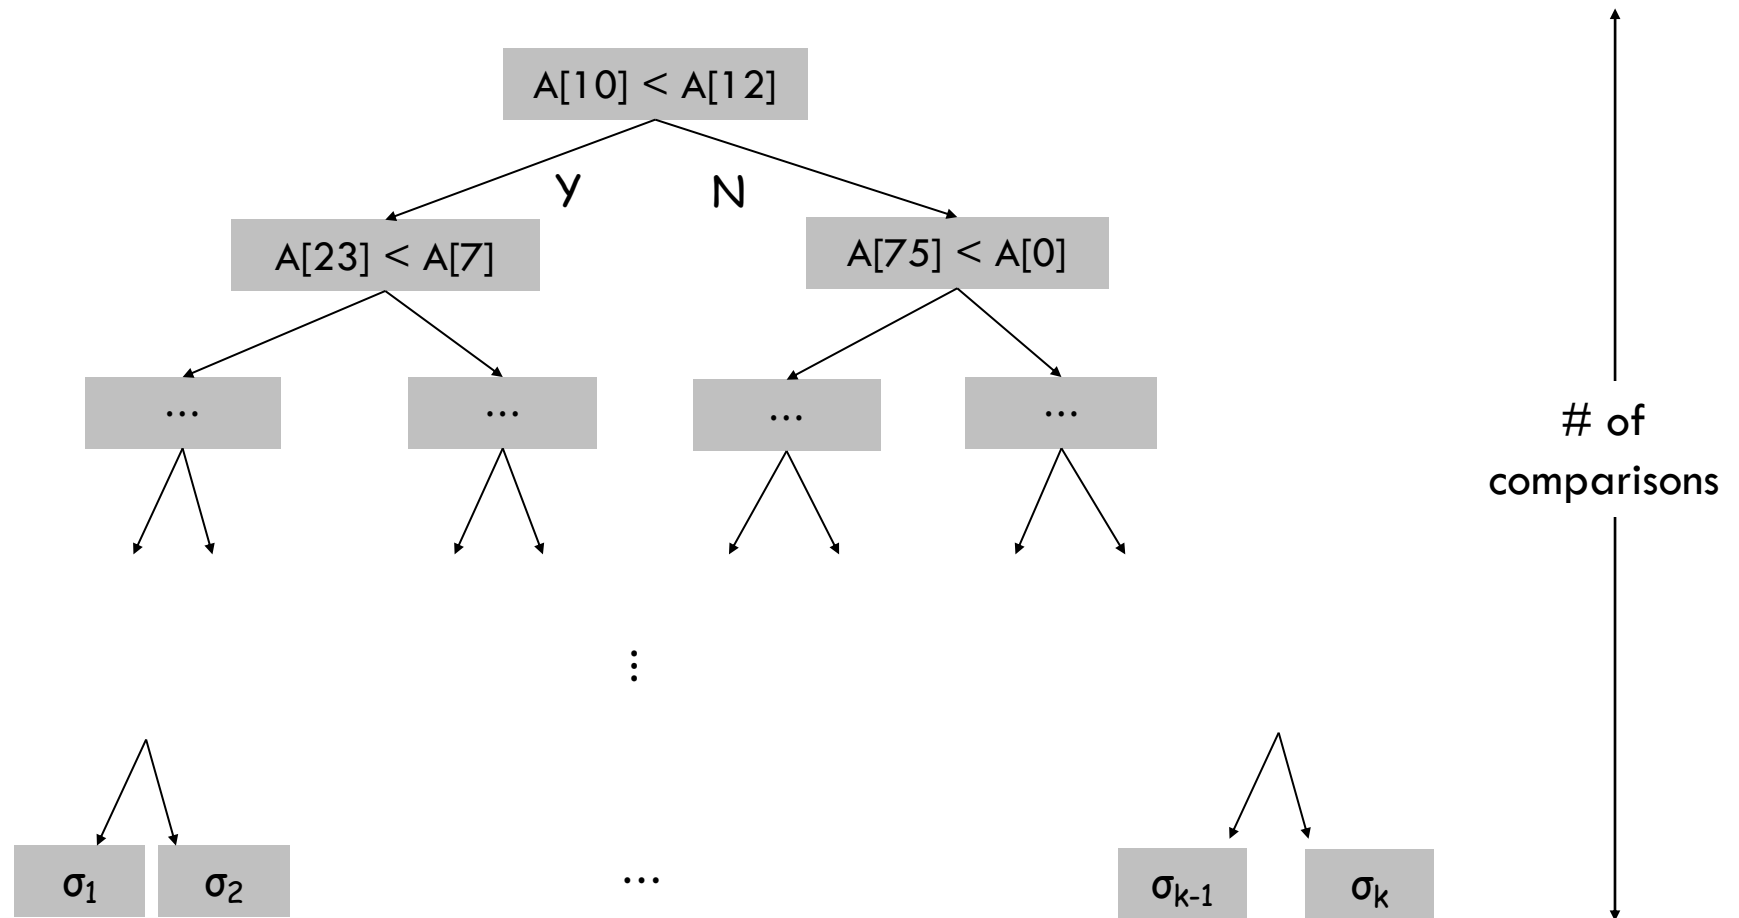 A[10] < A[12]
Y N
A[23] < A[7]
A[75] < A[0]
... ... ... ...
# of
comparisons
⋮
σ1 σ2 ... σk-1 σk